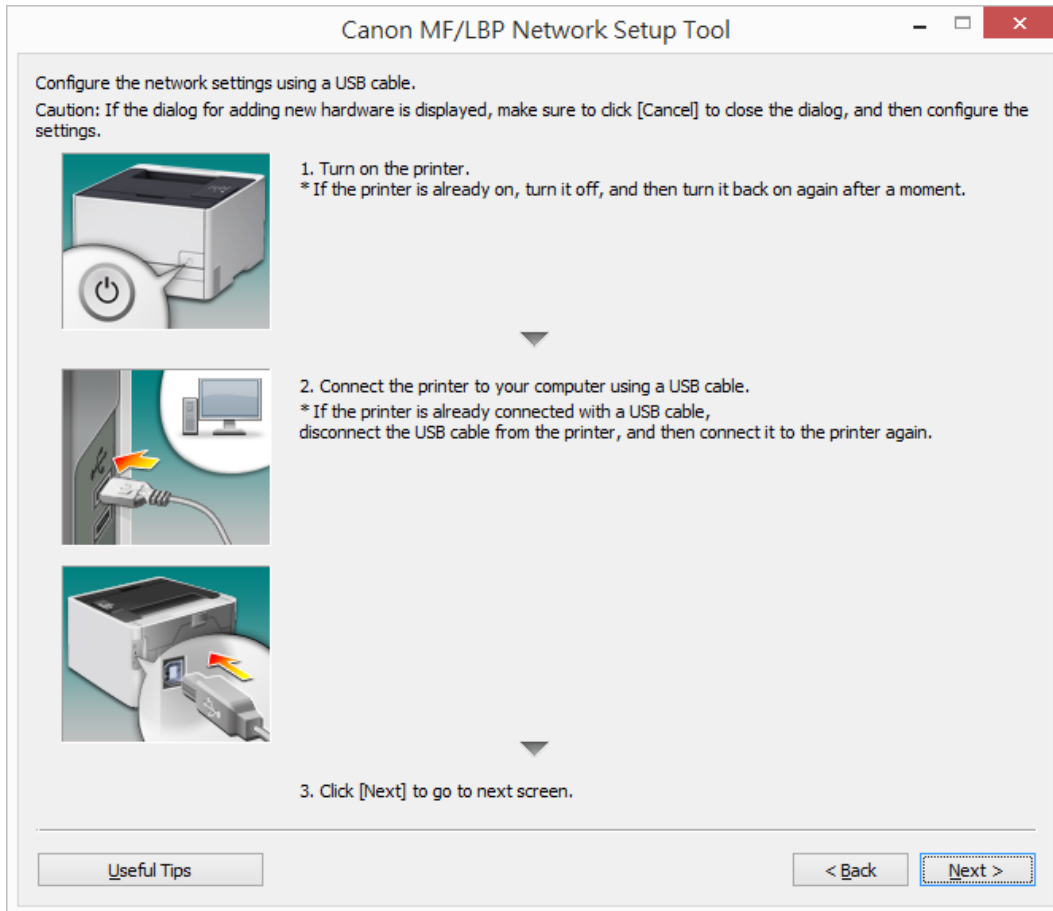 Canon MF/LBP Network Setup Tool
Configure the network settings using a USB cable.
Caution: If the dialog for adding new hardware is displayed, make sure to click [Cancel] to close the dialog, and then configure the
settings.
1. Turn on the printer.
* If the printer is already on, turn it off, and then turn it back on again after a moment.
2. Connect the printer to your computer using a USB cable.
* If the printer is already connected with a USB cable,
disconnect the USB cable from the printer, and then connect it to the printer again.
3. Click [Next] to go to next screen.
Useful Tips
< Back
Next >